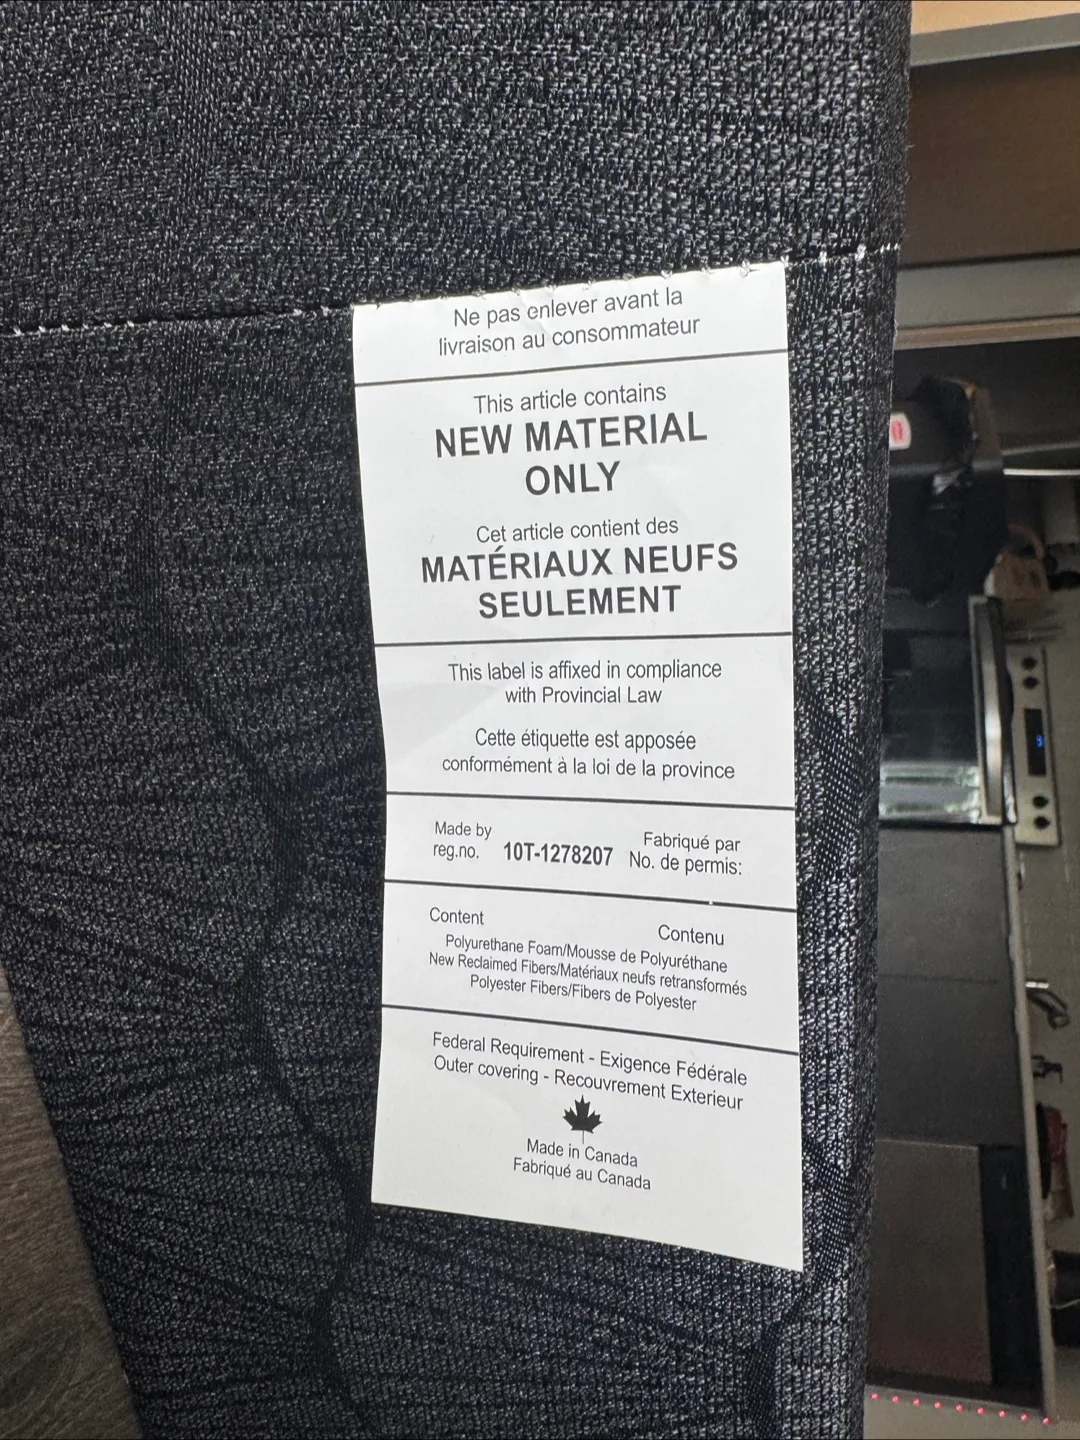 Ne pas enlever avant la
livraison au consommateur
This article contains
NEW MATERIAL
ONLY
Cet article contient des
MATÉRIAUX NEUFS
SEULEMENT
This label is affixed in compliance
with Provincial Law
Cette étiquette est apposée
conformément à la loi de la province
Made by
reg.no. 10T-1278207
Fabriqué par
No. de permis:
Content
Contenu
Polyurethane Foam/Mousse de Polyuréthane
New Reclaimed Fibers/Matériaux neufs retransformés
Polyester Fibers/Fibers de Polyester
Federal Requirement - Exigence Fédérale
Outer covering - Recouvrement Exterieur
Made in Canada
Fabriqué au Canada